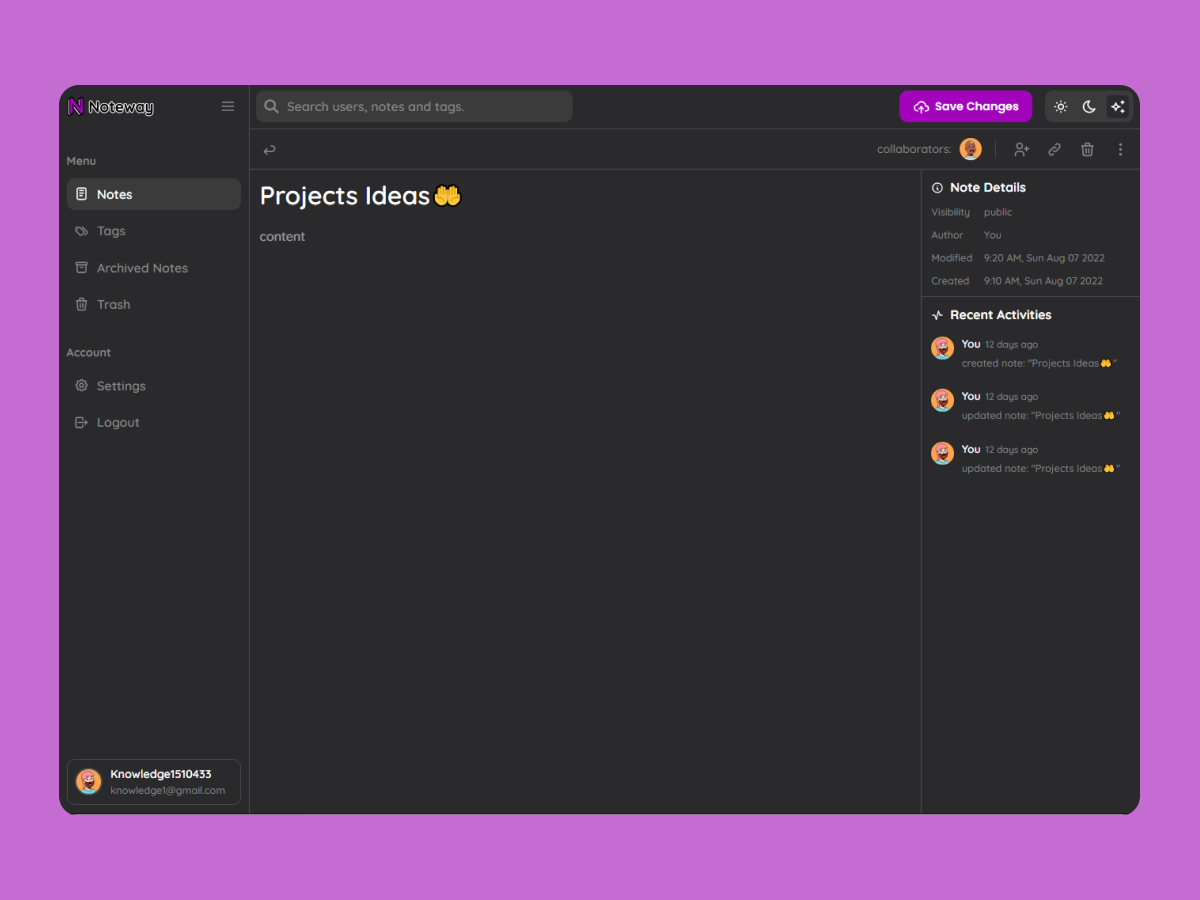 Noteway
Search users, notes and tags.
Save Changes
collaborators:
Menu
Notes
Tags
Archived Notes
Trash
Account
Settings
Logout
Knowledge1510433
knowledge1@gmail.com
Projects Ideas🤲
content
Note Details
Visibility public
Author You
Modified 9:20 AM, Sun Aug 07 2022
Created 9:10 AM, Sun Aug 07 2022
Recent Activities
You 12 days ago
created note: "Projects Ideas🤲"
You 12 days ago
updated note: "Projects Ideas🤲"
You 12 days ago
updated note: "Projects Ideas🤲"